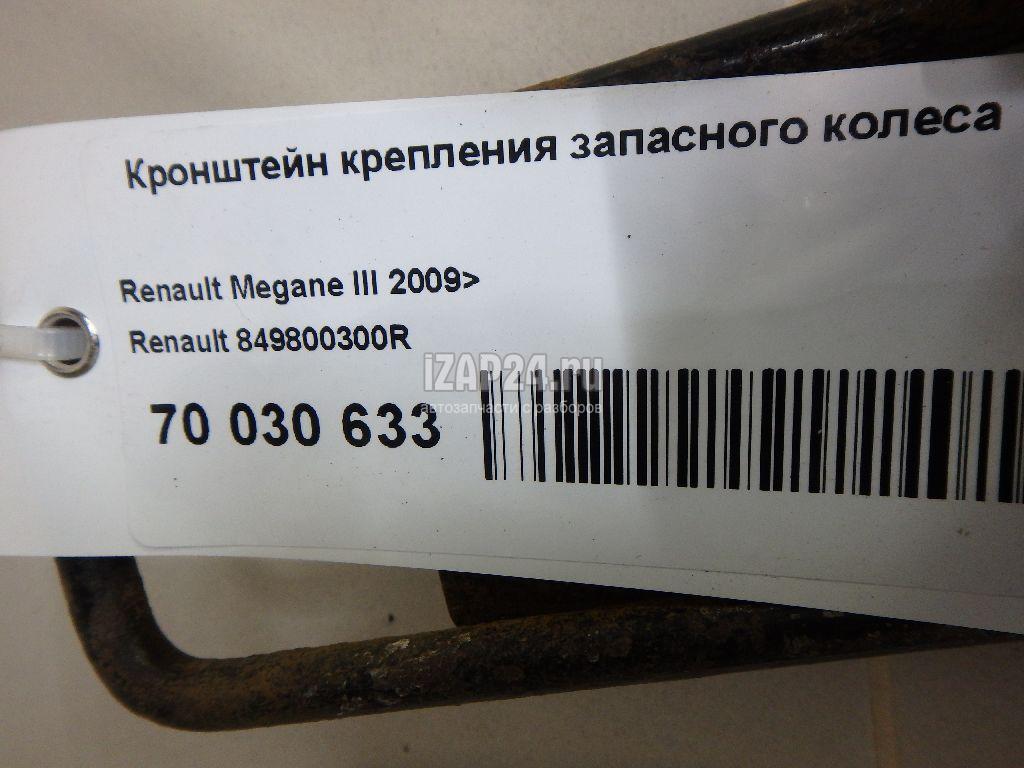 Кронштейн крепления запасного колеса
Renault Megane III 2009>
Renault 849800300R
iZAP24.ru
автозапчасти с разборов
70 030 633